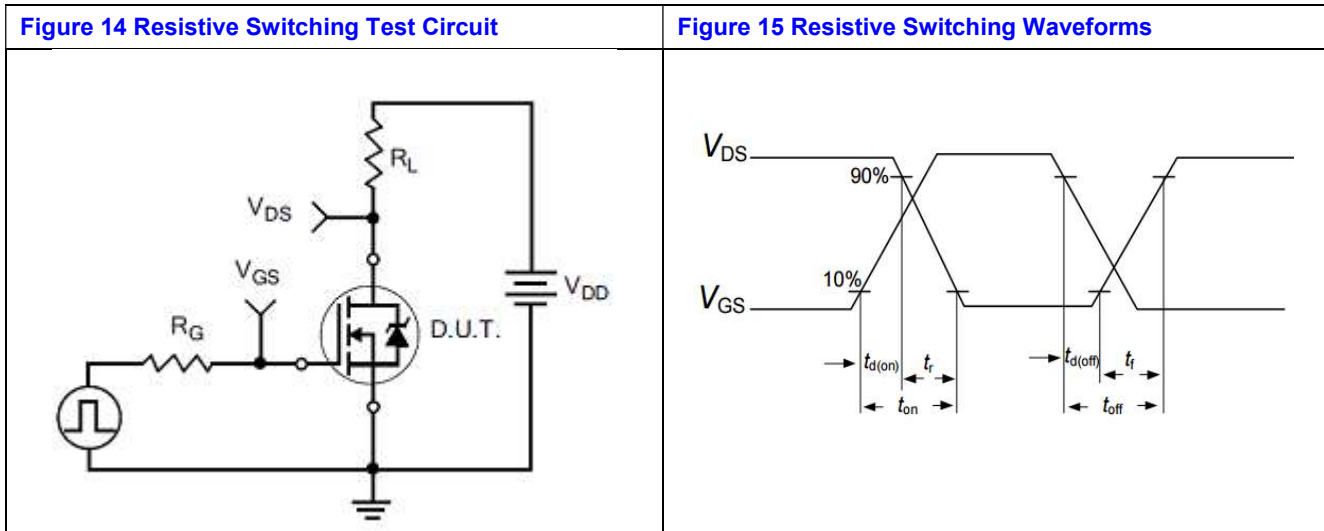 Figure 14 Resistive Switching Test Circuit
Figure 15 Resistive Switching Waveforms
RL
VDS
VGS
VDD
RG
D.U.T.
VDS
90%
10%
VGS
td(on)
tr
td(off)
tf
ton
toff